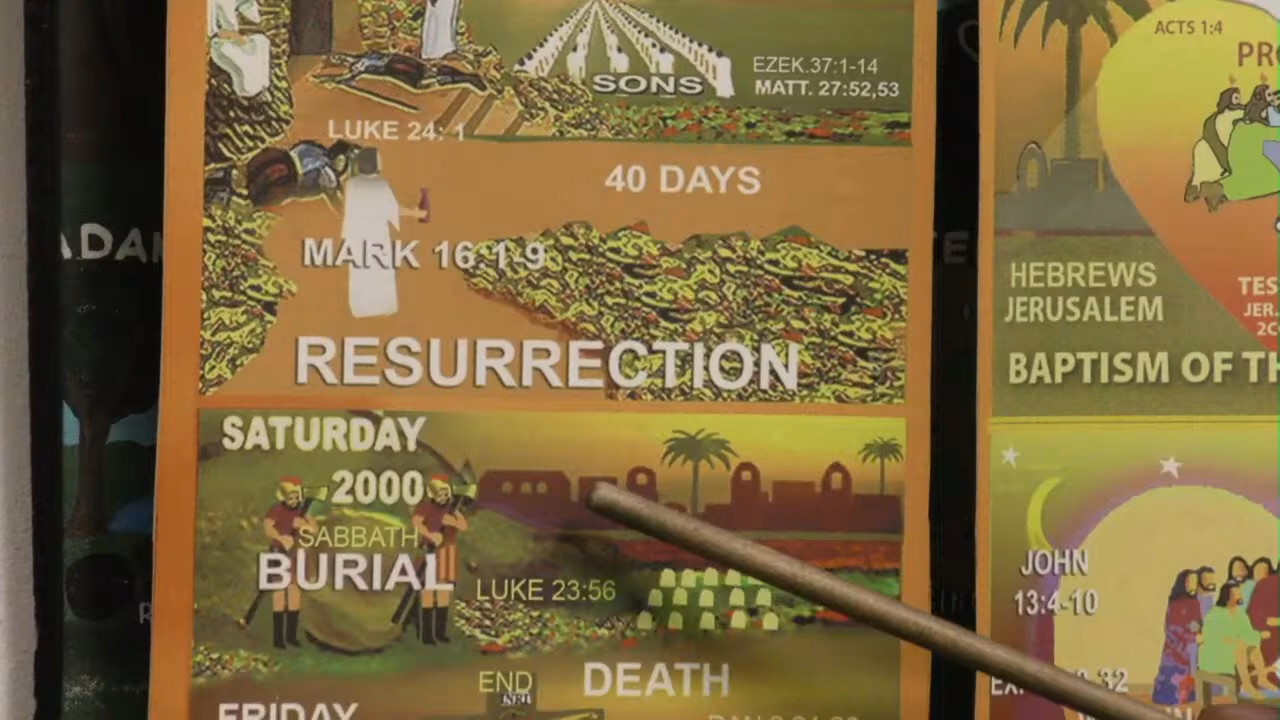 SONS
EZEK.37:1-14
MATT. 27:52,53
LUKE 24: 1
40 DAYS
MARK 16 1-9
RESURRECTION
SATURDAY
2000
SABBATH
BURIAL
LUKE 23:56
END
INRI
DEATH
FRIDAY
ADAM
ACTS 1:4
HEBREWS
JERUSALEM
JER.
BAPTISM OF
JOHN
13:4-10